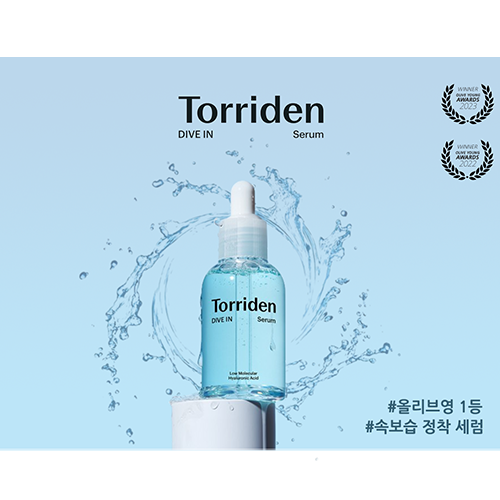 Torriden
DIVE IN Serum
WINNER
OLIVE YOUNG
AWARDS
2023
WINNER
OLIVE YOUNG
AWARDS
2022
Torriden
DIVE IN Serum
Low Molecular
Hyaluronic Acid
#올리브영 1등
#속보습 정착 세럼